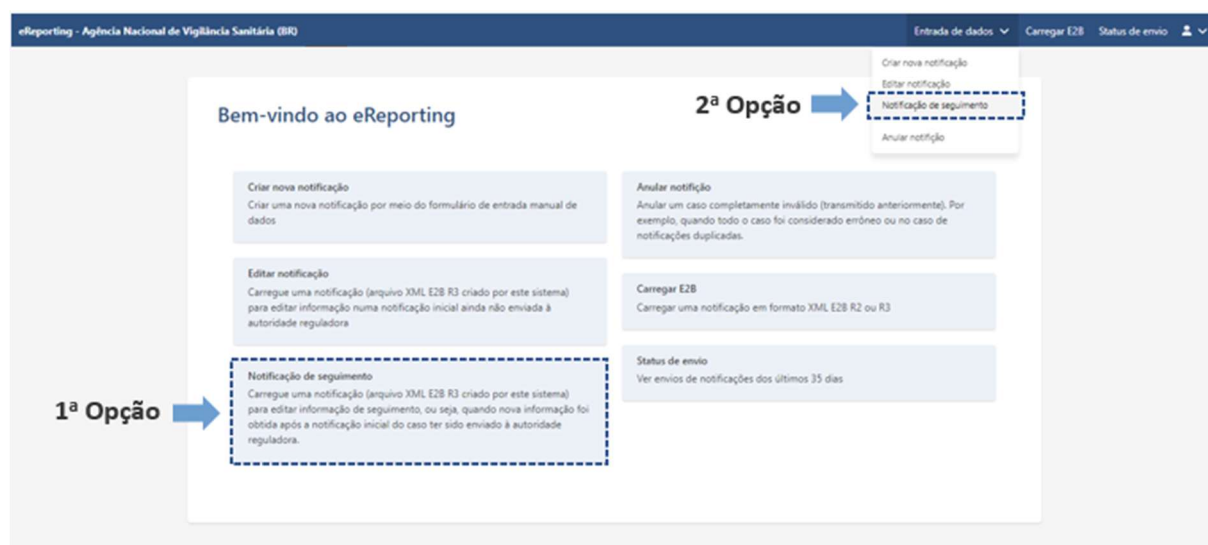 eReporting - Agência Nacional de Vigilância Sanitária (BR)
Entrada de dados
Carregar E2B
Status de envio
Criar nova notificação
Editar notificação
Notificação de seguimento
Anular notifição
2ª Opção
Bem-vindo ao eReporting
Criar nova notificação
Criar uma nova notificação por meio do formulário de entrada manual de
dados
Editar notificação
Carregue uma notificação (arquivo XML E2B R3 criado por este sistema)
para editar informação numa notificação inicial ainda não enviada à
autoridade reguladora
1ª Opção
Notificação de seguimento
Carregue uma notificação (arquivo XML E2B R3 criado por este sistema)
para editar informação de seguimento, ou seja, quando nova informação foi
obtida após a notificação inicial do caso ter sido enviado à autoridade
reguladora.
Anular notifição
Anular um caso completamente inválido (transmitido anteriormente). Por
exemplo, quando todo o caso foi considerado errôneo ou no caso de
notificações duplicadas.
Carregar E2B
Carregar uma notificação em formato XML E2B R2 ou R3
Status de envio
Ver envios de notificações dos últimos 35 dias